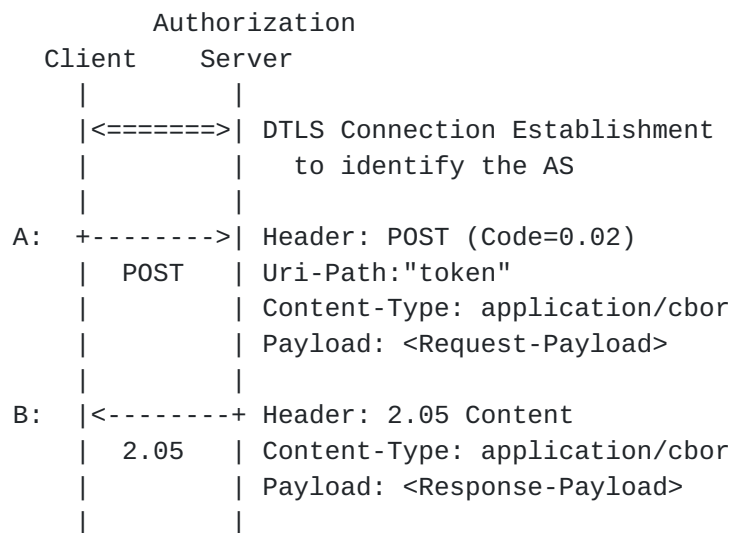 Authorization
Client Server
| |
|<=======>| DTLS Connection Establishment
| | to identify the AS
| |
A: +-------->| Header: POST (Code=0.02)
| POST | Uri-Path:"token"
| | Content-Type: application/cbor
| | Payload: <Request-Payload>
| |
B: |<--------+ Header: 2.05 Content
| 2.05 | Content-Type: application/cbor
| | Payload: <Response-Payload>
| |